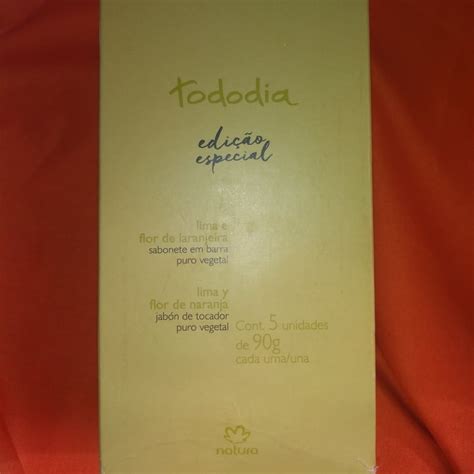 tododia
edição
especial
lima e
flor de laranjeira
sabonete em barra
puro vegetal
lima y
flor de naranja
jabón de tocador
puro vegetal
Cont. 5 unidades
de 90g
cada uma/una
natura